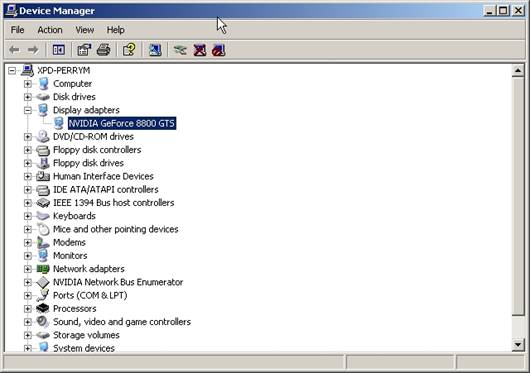 Device Manager
File Action View Help
XPD-PERRYM
Computer
Disk drives
Display adapters
NVIDIA GeForce 8800 GTS
DVD/CD-ROM drives
Floppy disk controllers
Floppy disk drives
Human Interface Devices
IDE ATA/ATAPI controllers
IEEE 1394 Bus host controllers
Keyboards
Mice and other pointing devices
Modems
Monitors
Network adapters
NVIDIA Network Bus Enumerator
Ports (COM & LPT)
Processors
Sound, video and game controllers
Storage volumes
System devices